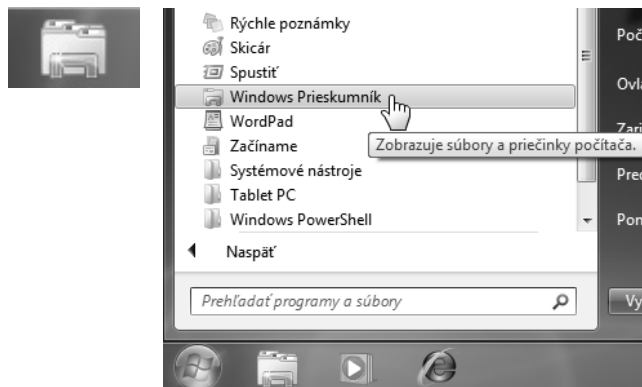 Rýchle poznámky
Skicár
Spustiť
Windows Prieskumník
WordPad
Začíname
Zobrazuje súbory a priečinky počítača.
Systémové nástroje
Tablet PC
Windows PowerShell
Naspäť
Prehľadať programy a súbory